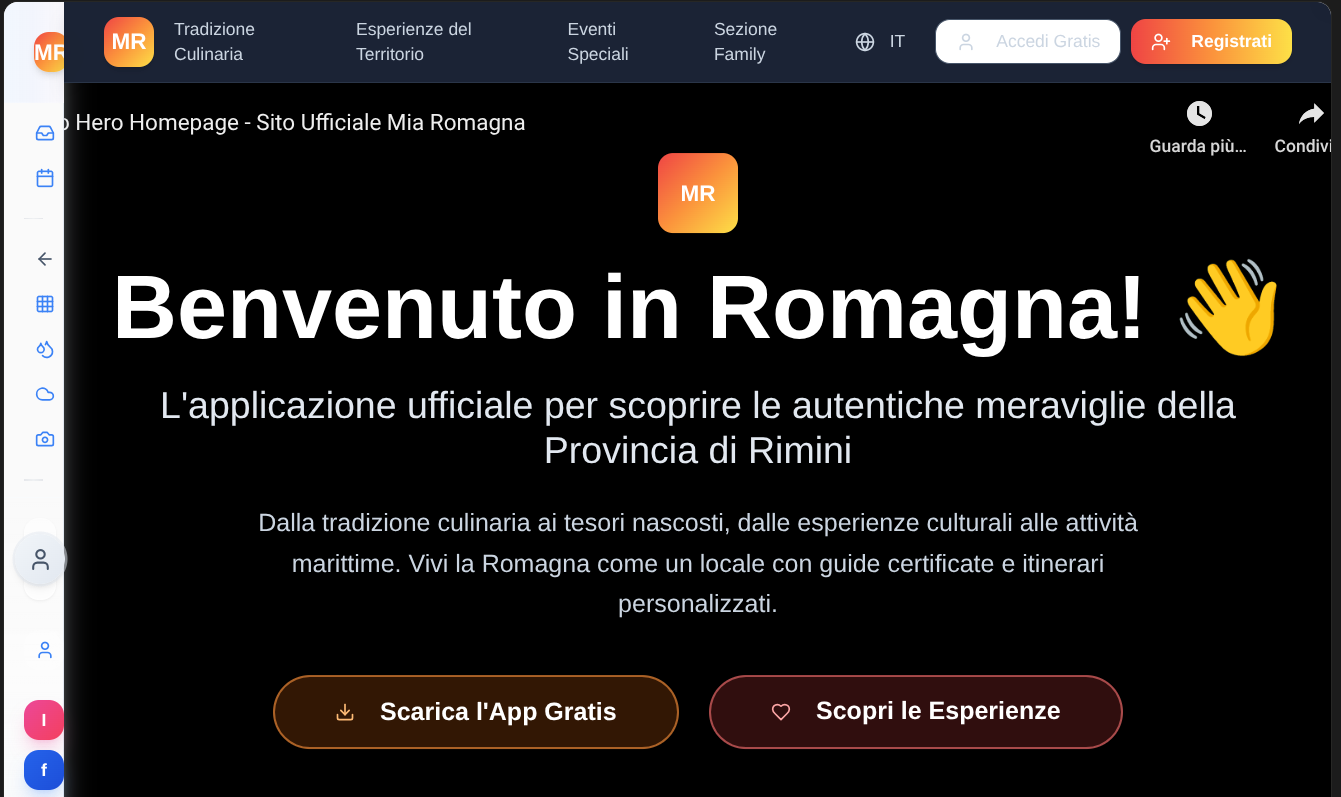 MR
MR
Tradizione
Culinaria
Esperienze del
Territorio
Eventi
Speciali
Sezione
Family
IT
Accedi Gratis
Registrati
o Hero Homepage - Sito Ufficiale Mia Romagna
Guarda più...
Condivi
MR
Benvenuto in Romagna! 👋
L'applicazione ufficiale per scoprire le autentiche meraviglie della
Provincia di Rimini
Dalla tradizione culinaria ai tesori nascosti, dalle esperienze culturali alle attività
marittime. Vivi la Romagna come un locale con guide certificate e itinerari
personalizzati.
Scarica l'App Gratis
Scopri le Esperienze
I
f